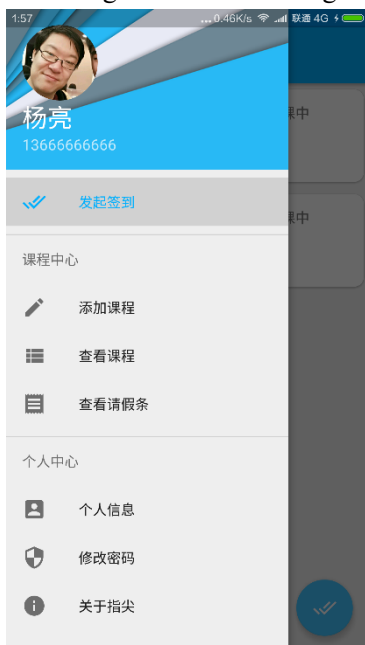 1:57 ...0.46K/s 联通 4G
杨亮
13666666666
课中
发起签到
课中
课程中心
添加课程
查看课程
查看请假条
个人中心
个人信息
修改密码
关于指尖